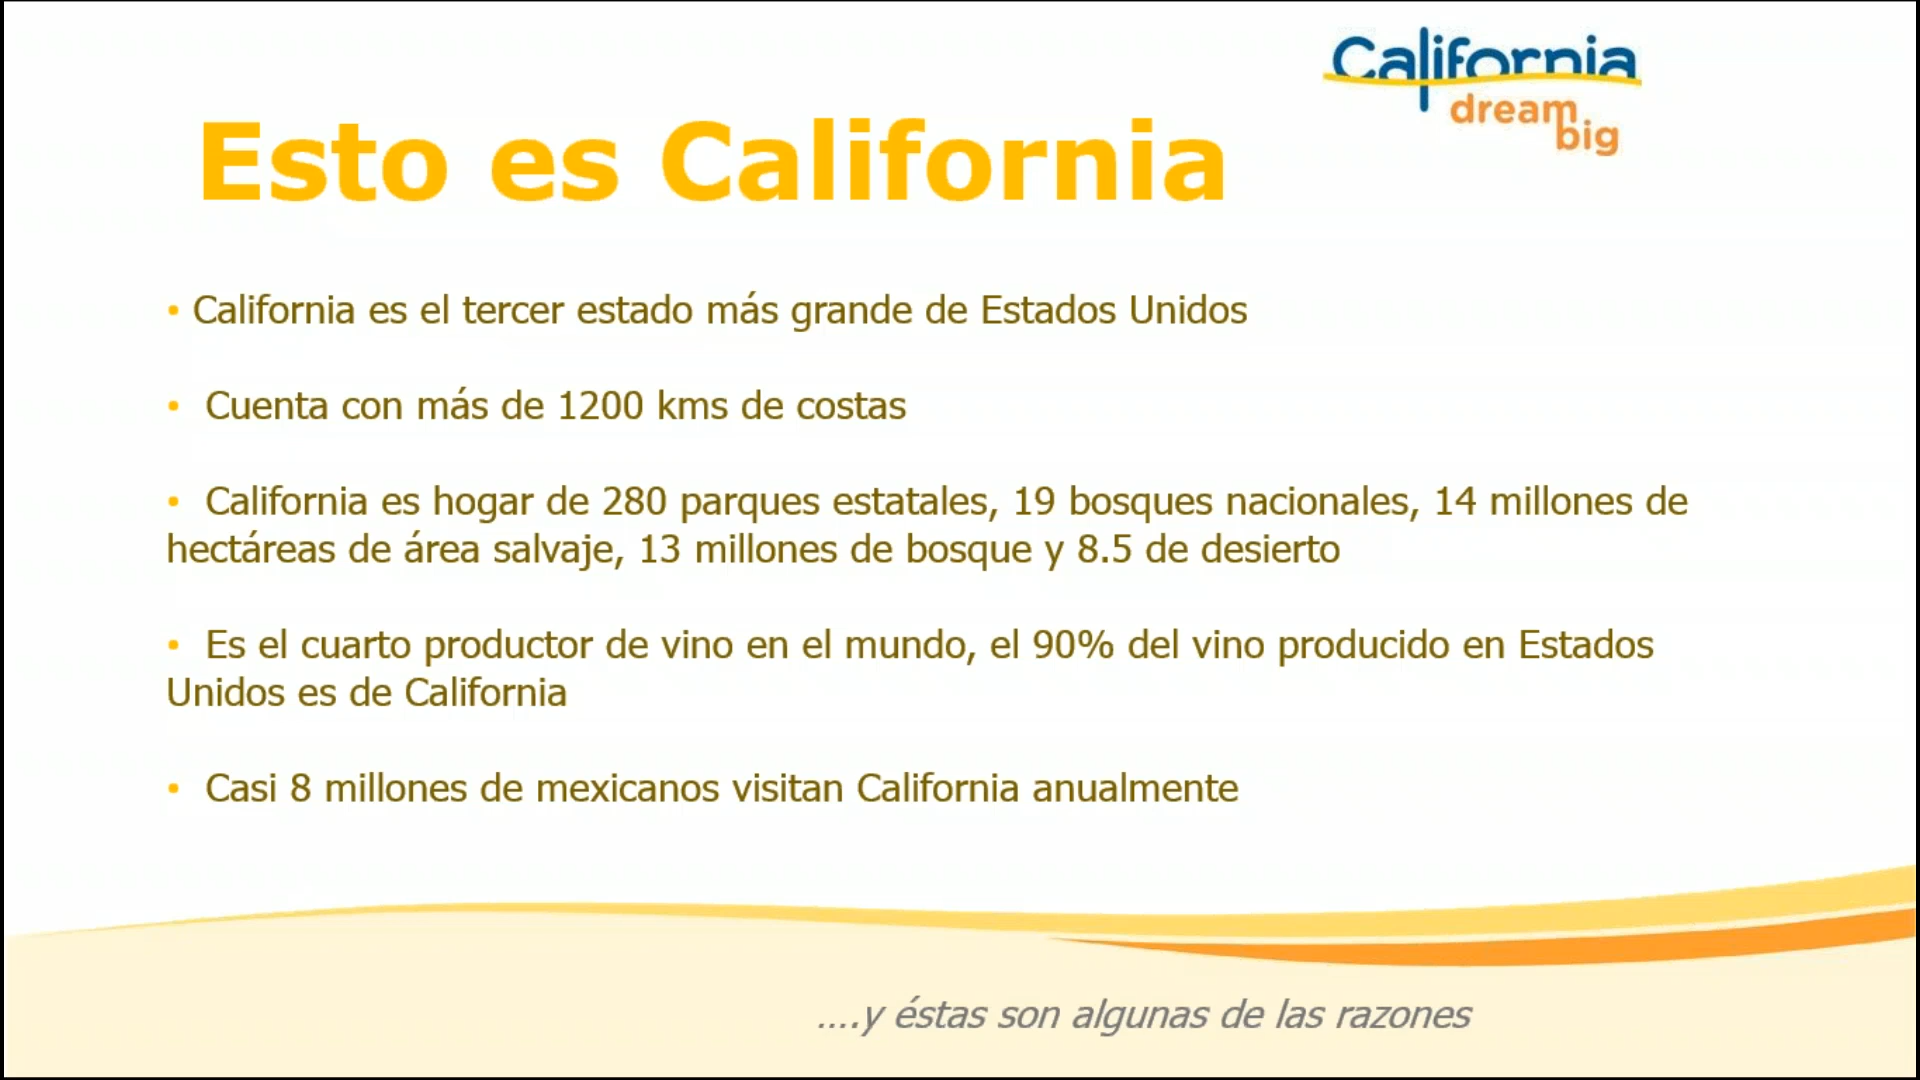 California
dream
big
Esto es California
• California es el tercer estado más grande de Estados Unidos
• Cuenta con más de 1200 kms de costas
• California es hogar de 280 parques estatales, 19 bosques nacionales, 14 millones de
hectáreas de área salvaje, 13 millones de bosque y 8.5 de desierto
• Es el cuarto productor de vino en el mundo, el 90% del vino producido en Estados
Unidos es de California
• Casi 8 millones de mexicanos visitan California anualmente
....y éstas son algunas de las razones